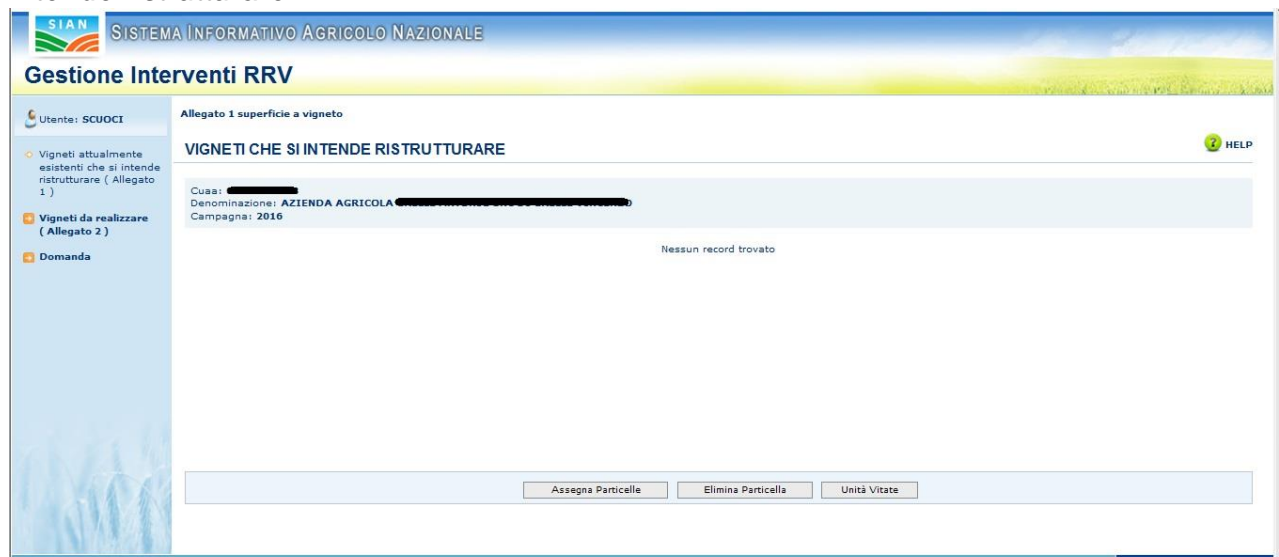 SIAN
SISTEMA INFORMATIVO AGRICOLO NAZIONALE
Gestione Interventi RRV
Utente: SCUOCI
Allegato 1 superficie a vigneto
Vigneti attualmente
esistenti che si intende
ristrutturare ( Allegato
1 )
Vigneti da realizzare
( Allegato 2 )
Domanda
VIGNETI CHE SI INTENDE RISTRUTTURARE
HELP
Cuaa:
Denominazione: AZIENDA AGRICOLA
Campagna: 2016
Nessun record trovato
Assegna Particelle
Elimina Particella
Unità Vitate